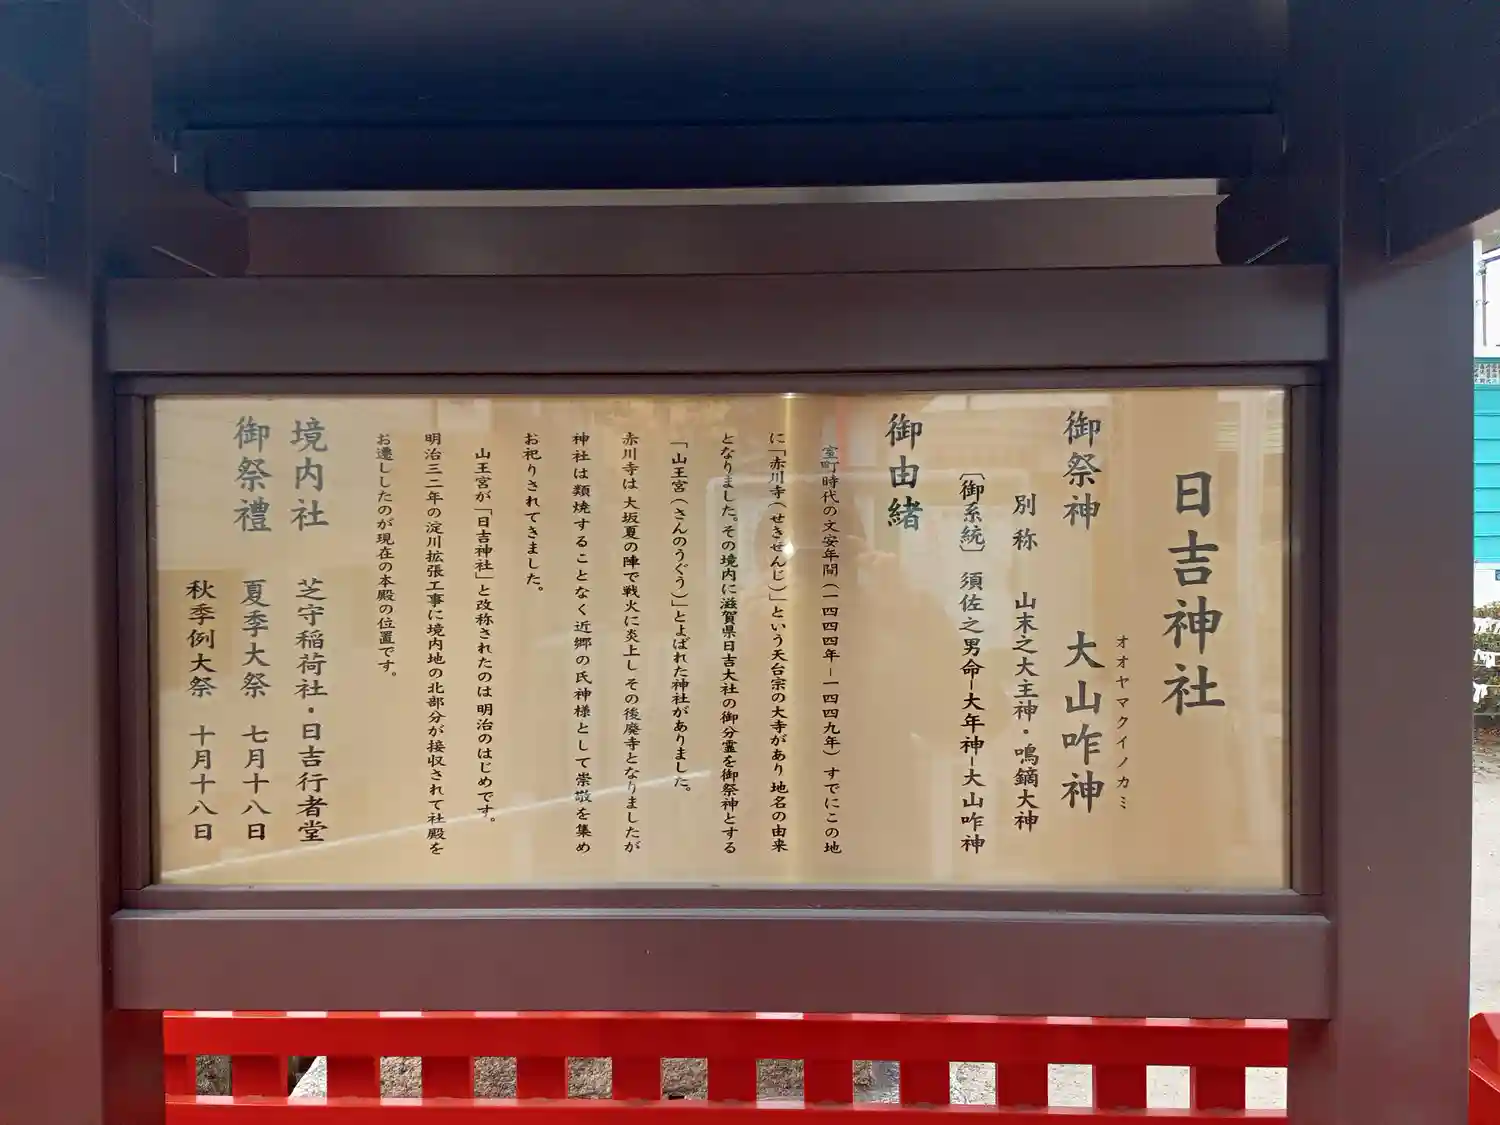 日吉神社
御祭神 大山咋神
オオヤマクイノカミ
別称 山末之大主神・鳴鏑大神
〔御系統〕 須佐之男命ー大年神ー大山咋神
御由緒
室町時代の文安年間（一四四四年ー一四四九年）すでにこの地
に「赤川寺（せきせんじ）」という天台宗の大寺があり 地名の由来
となりました。その境内に滋賀県日吉大社の御分霊を御祭神とする
「山王宮（さんのうぐう）」とよばれた神社がありました。
赤川寺は 大坂夏の陣で戦火に炎上し その後廃寺となりましたが
神社は類焼することなく近郷の氏神様として崇敬を集め
お祀りされてきました。
山王宮が「日吉神社」と改称されたのは 明治のはじめです。
明治三二年の淀川拡張工事に境内地の北部分が接収されて社殿を
お遷ししたのが現在の本殿の位置です。
境内社 芝守稲荷社・日吉行者堂
御祭禮 夏季大祭 七月十八日
秋季例大祭 十月十八日